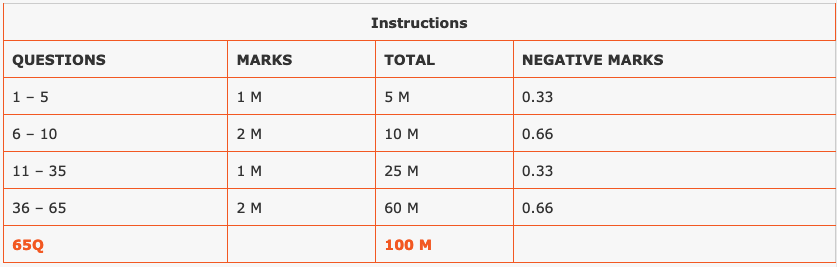 Instructions
QUESTIONS MARKS TOTAL NEGATIVE MARKS
1 – 5 1 M 5 M 0.33
6 – 10 2 M 10 M 0.66
11 – 35 1 M 25 M 0.33
36 – 65 2 M 60 M 0.66
65Q 100 M